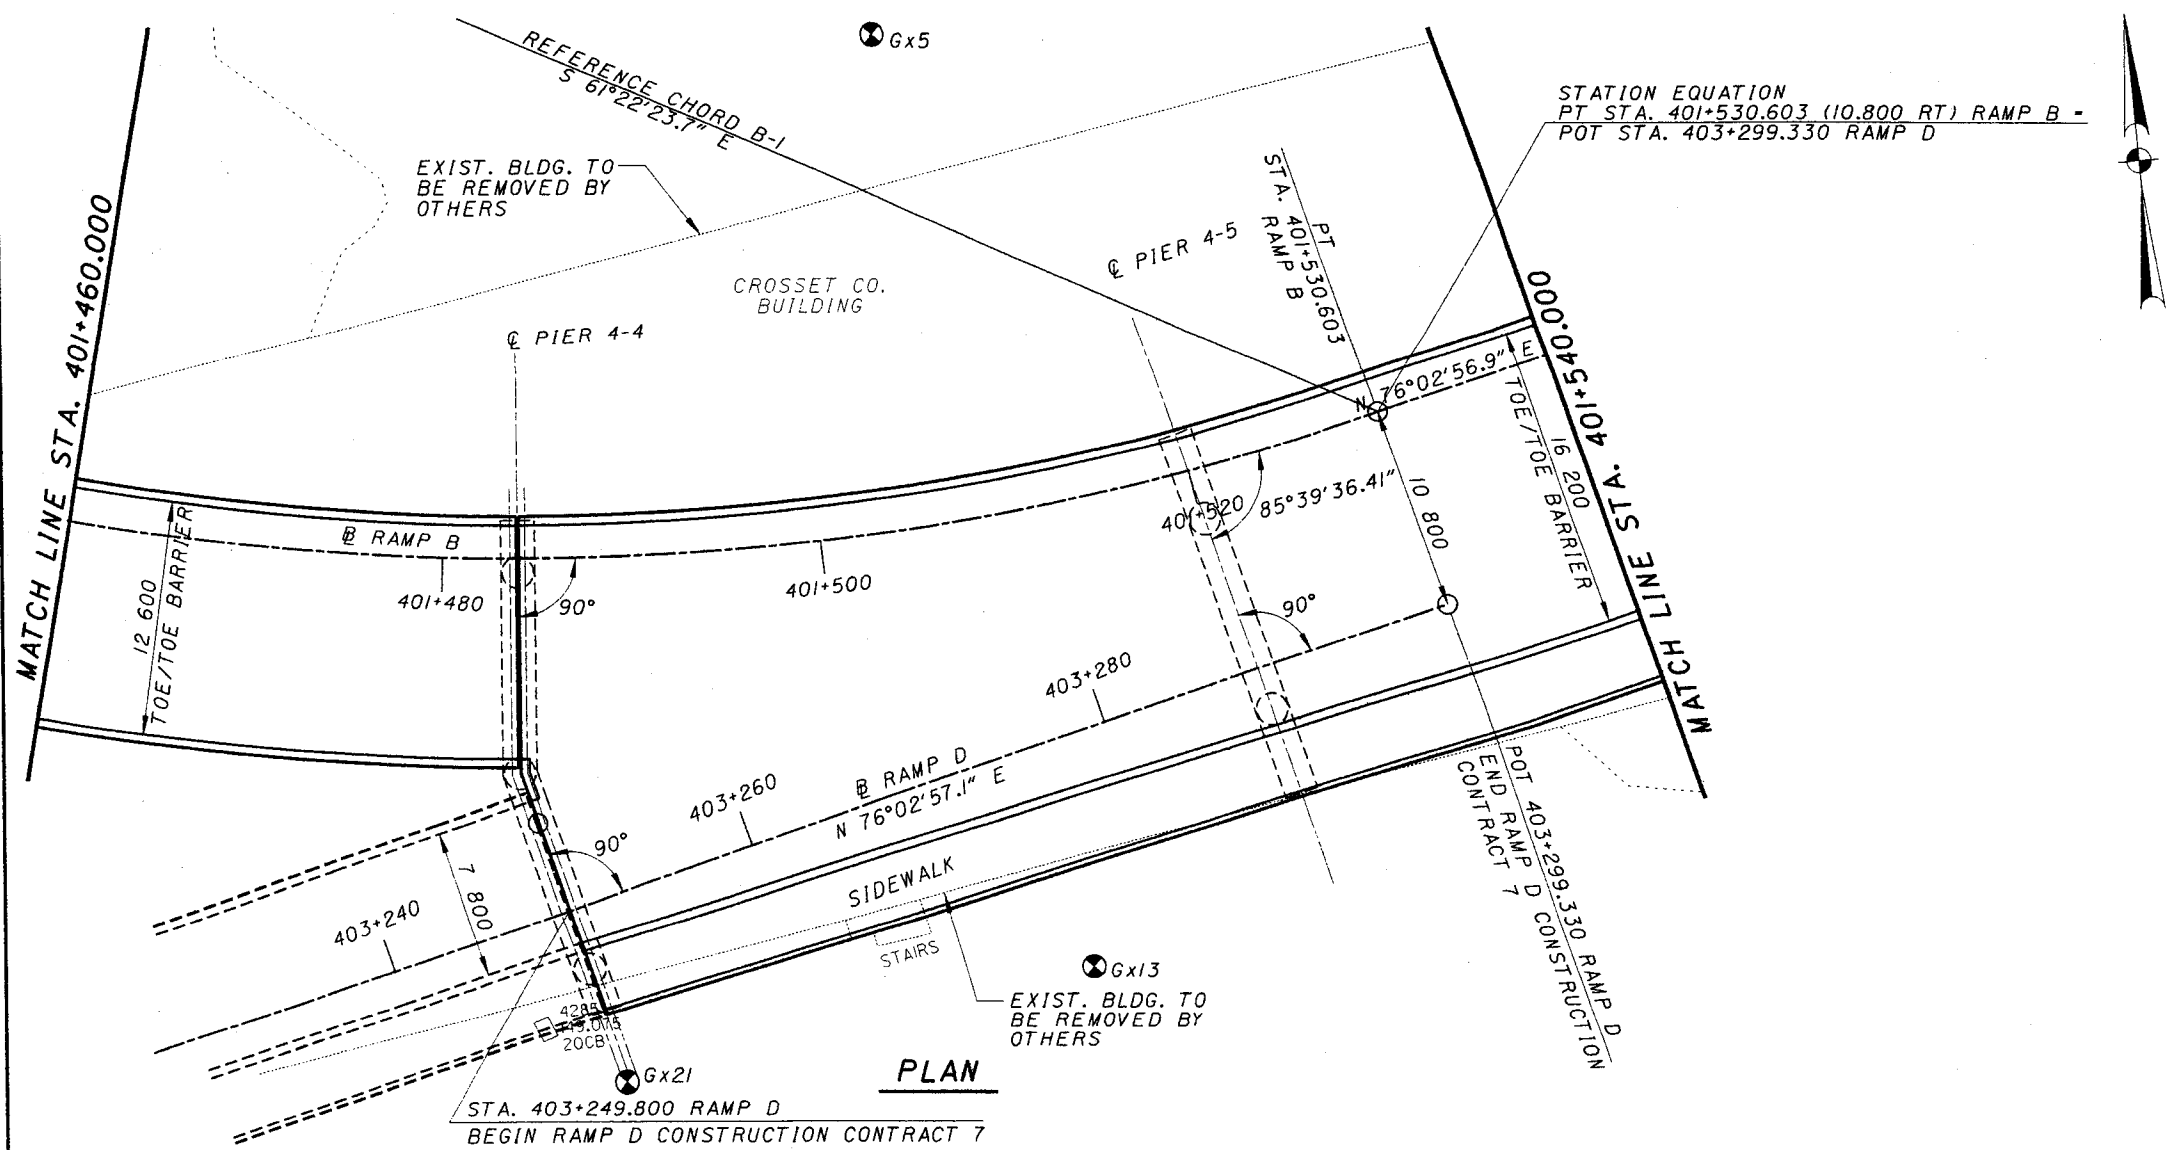 Gx5
REFERENCE CHORD B-1
S 61°22'23.7" E
STATION EQUATION
PT STA. 401+530.603 (10.800 RT) RAMP B =
POT STA. 403+299.330 RAMP D
EXIST. BLDG. TO
BE REMOVED BY
OTHERS
MATCH LINE STA. 401+460.000
CROSSET CO.
BUILDING
℄ PIER 4-4
℄ PIER 4-5
PT
STA. 401+530.603
RAMP B
MATCH LINE STA. 401+540.000
N 76°02'56.9" E
16 200
TOE/TOE BARRIER
10 800
85°39'36.41"
401+520
12 600
TOE/TOE BARRIER
RAMP B
401+480
90°
401+500
90°
403+280
RAMP D
N 76°02'57.1" E
403+260
90°
7 800
403+240
SIDEWALK
STAIRS
Gx13
EXIST. BLDG. TO
BE REMOVED BY
OTHERS
POT 403+299.330 RAMP D
END RAMP D CONSTRUCTION
CONTRACT 7
20CB
Gx21
STA. 403+249.800 RAMP D
BEGIN RAMP D CONSTRUCTION CONTRACT 7
PLAN